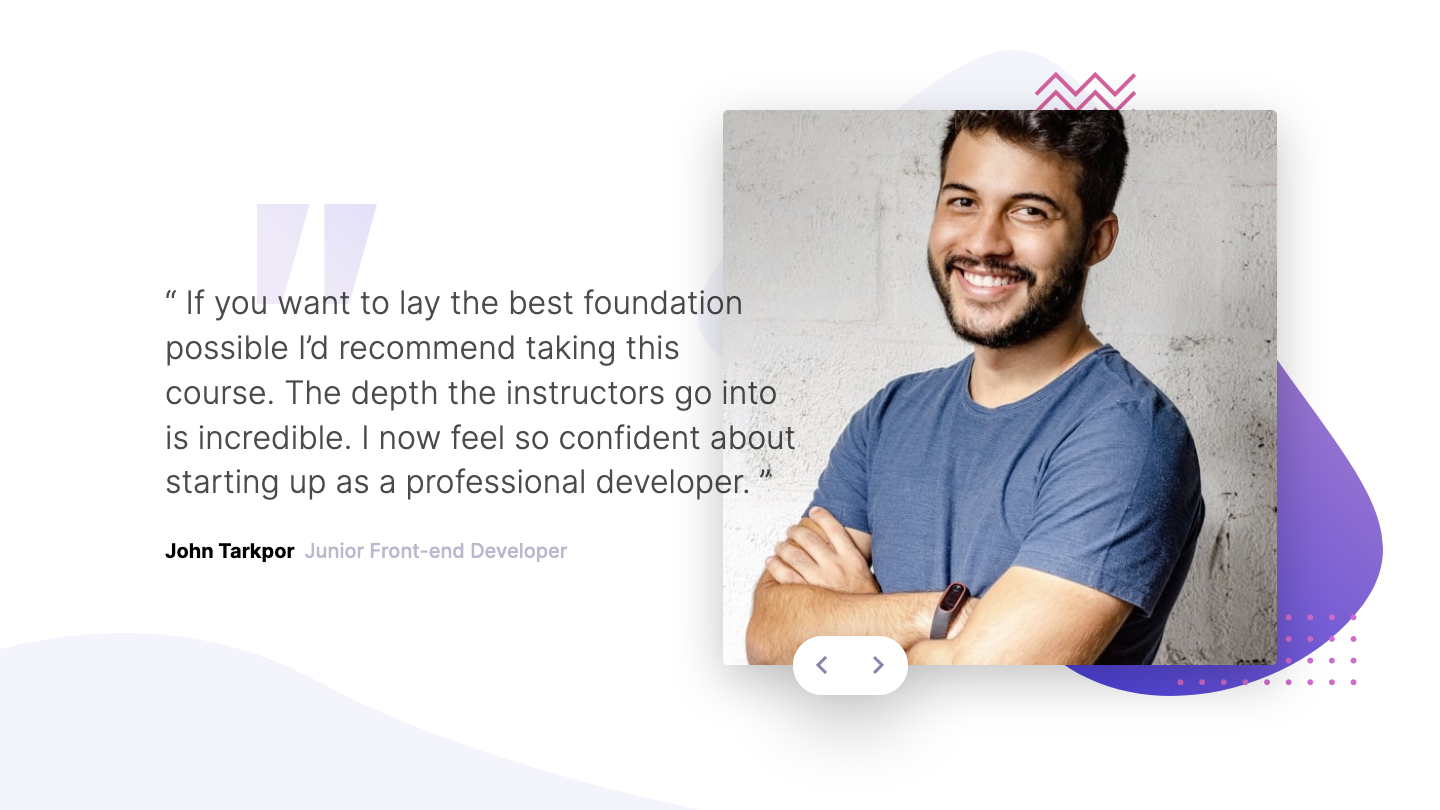 “ If you want to lay the best foundation
possible I’d recommend taking this
course. The depth the instructors go into
is incredible. I now feel so confident about
starting up as a professional developer. ”
John Tarkpor Junior Front-end Developer